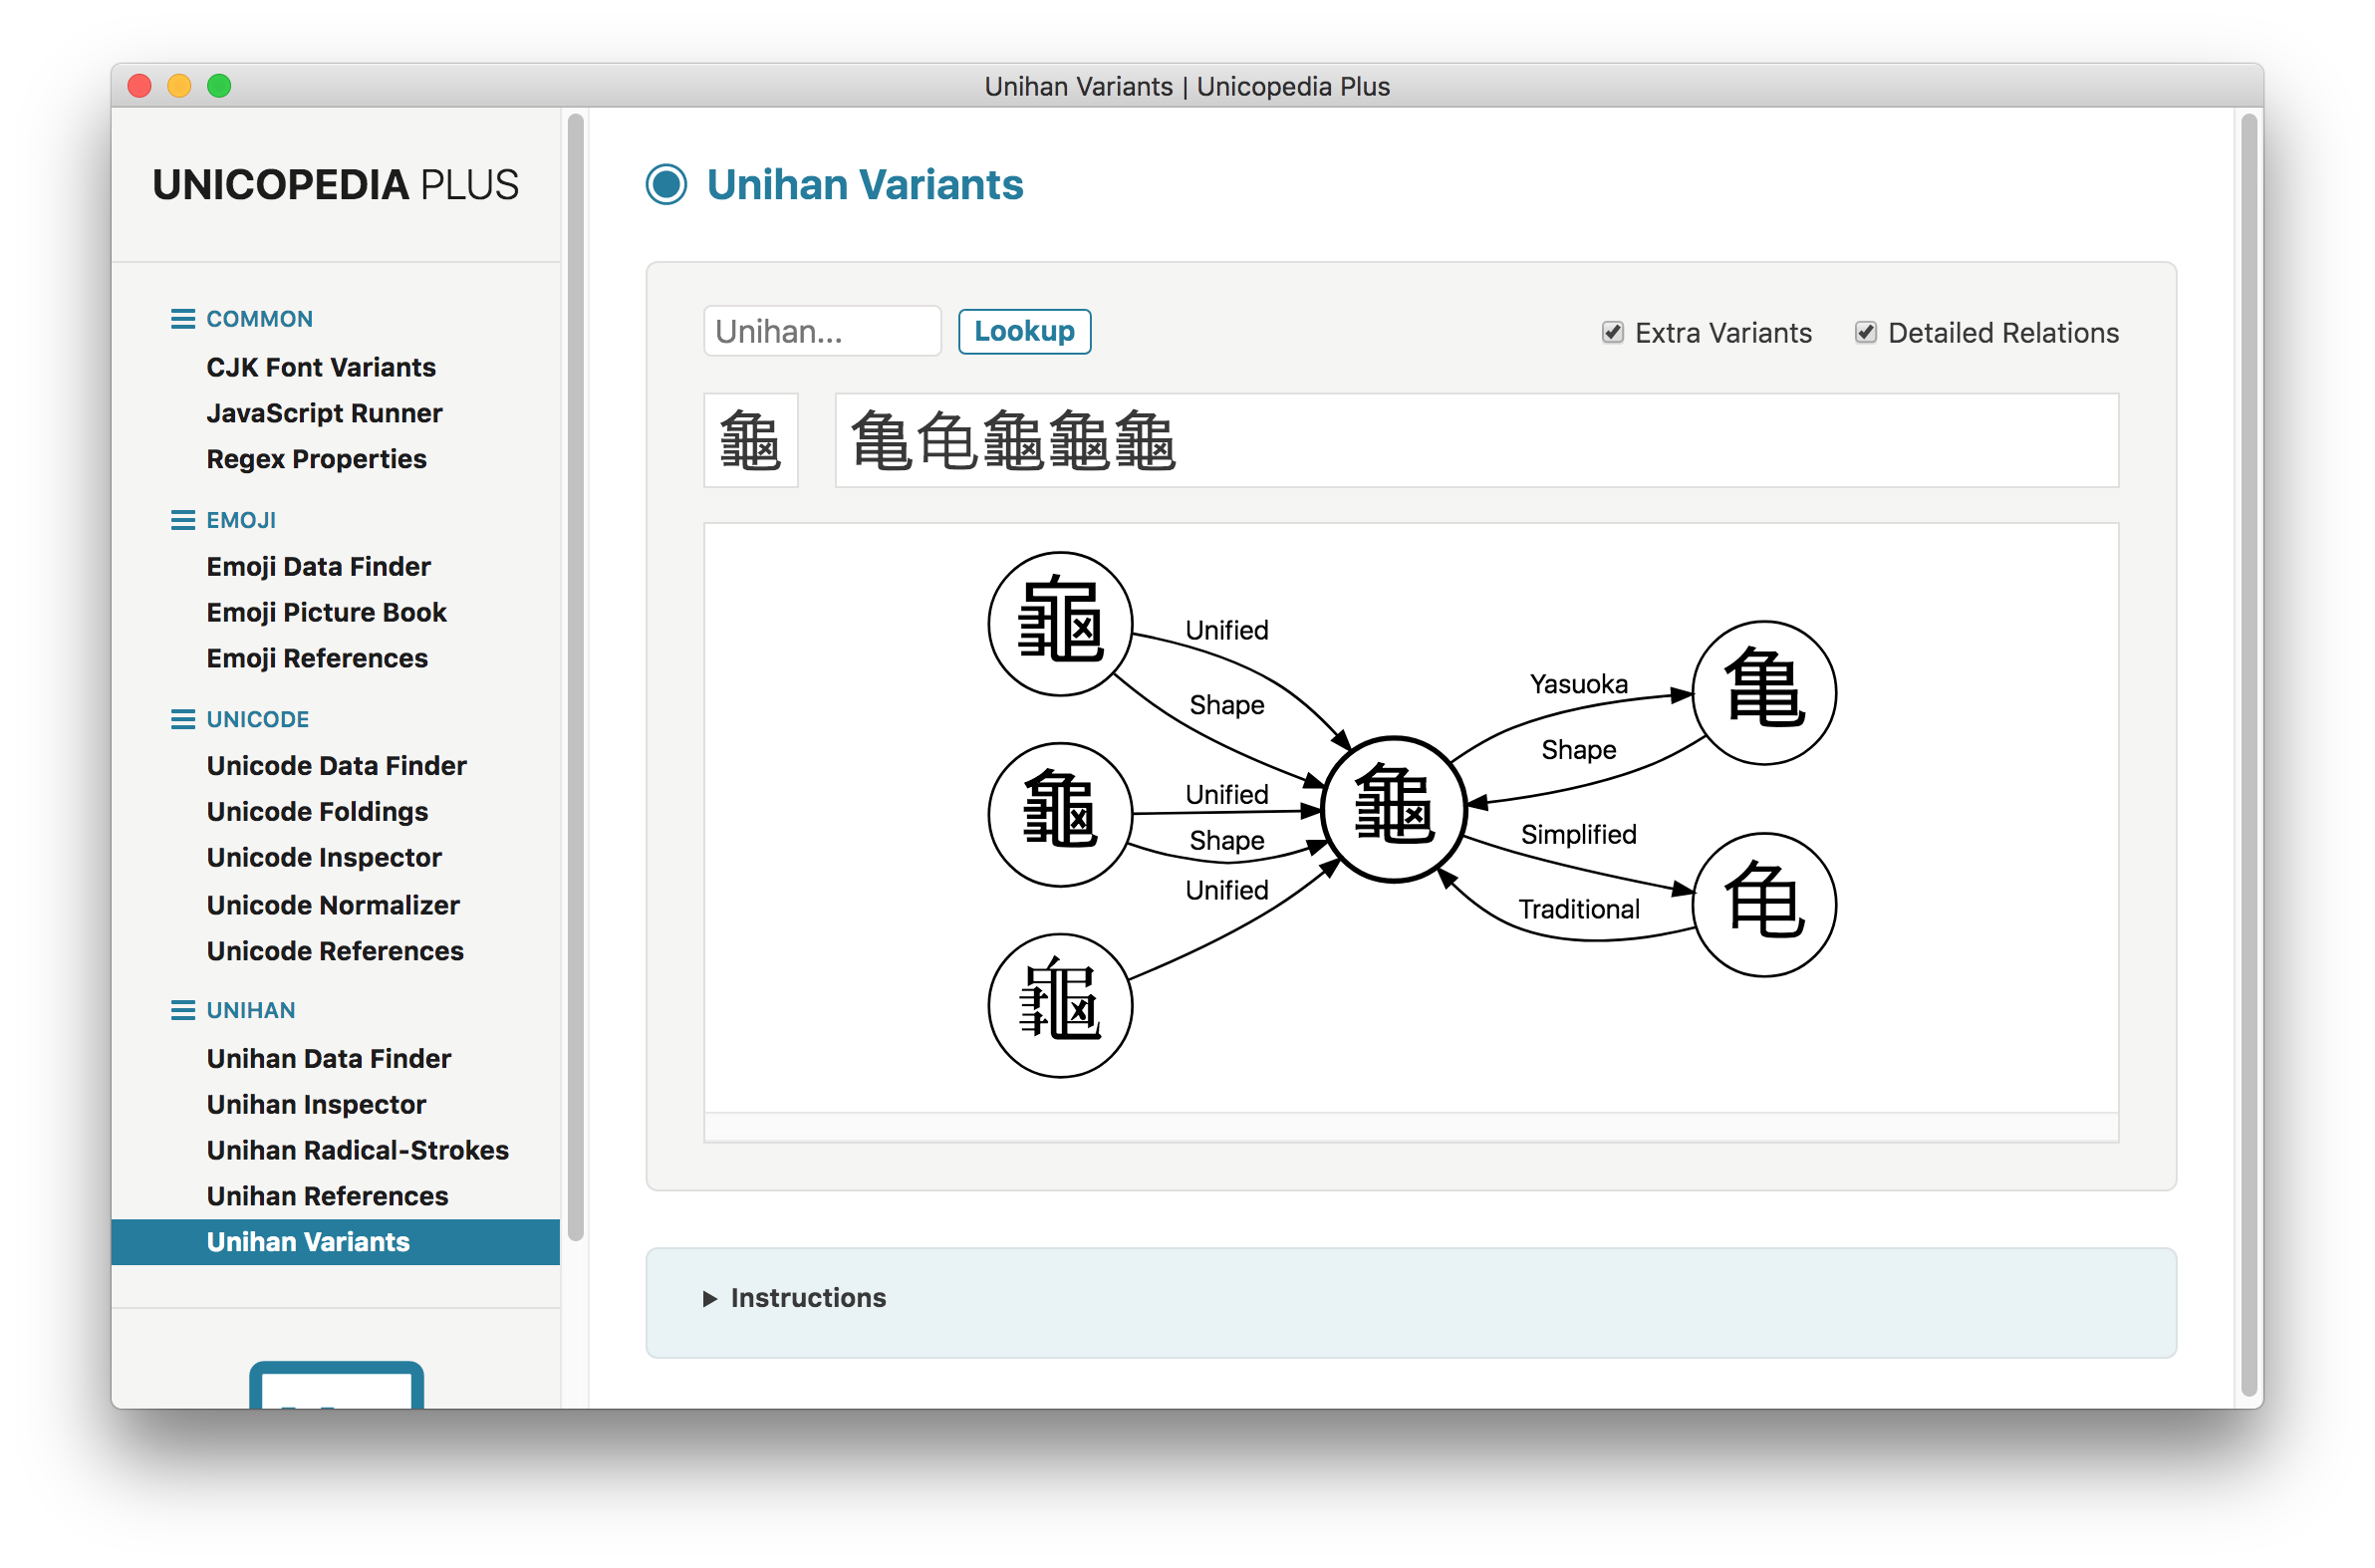 Unihan Variants | Unicopedia Plus
UNICOPEDIA PLUS
COMMON
CJK Font Variants
JavaScript Runner
Regex Properties
EMOJI
Emoji Data Finder
Emoji Picture Book
Emoji References
UNICODE
Unicode Data Finder
Unicode Foldings
Unicode Inspector
Unicode Normalizer
Unicode References
UNIHAN
Unihan Data Finder
Unihan Inspector
Unihan Radical-Strokes
Unihan References
Unihan Variants
Unihan Variants
Unihan...
Lookup
Extra Variants
Detailed Relations
龜
亀龟龜龜龜
龜
Unified
Shape
龜
Unified
Shape
龜
Unified
龜
Yasuoka
Shape
亀
Simplified
Traditional
龟
Instructions